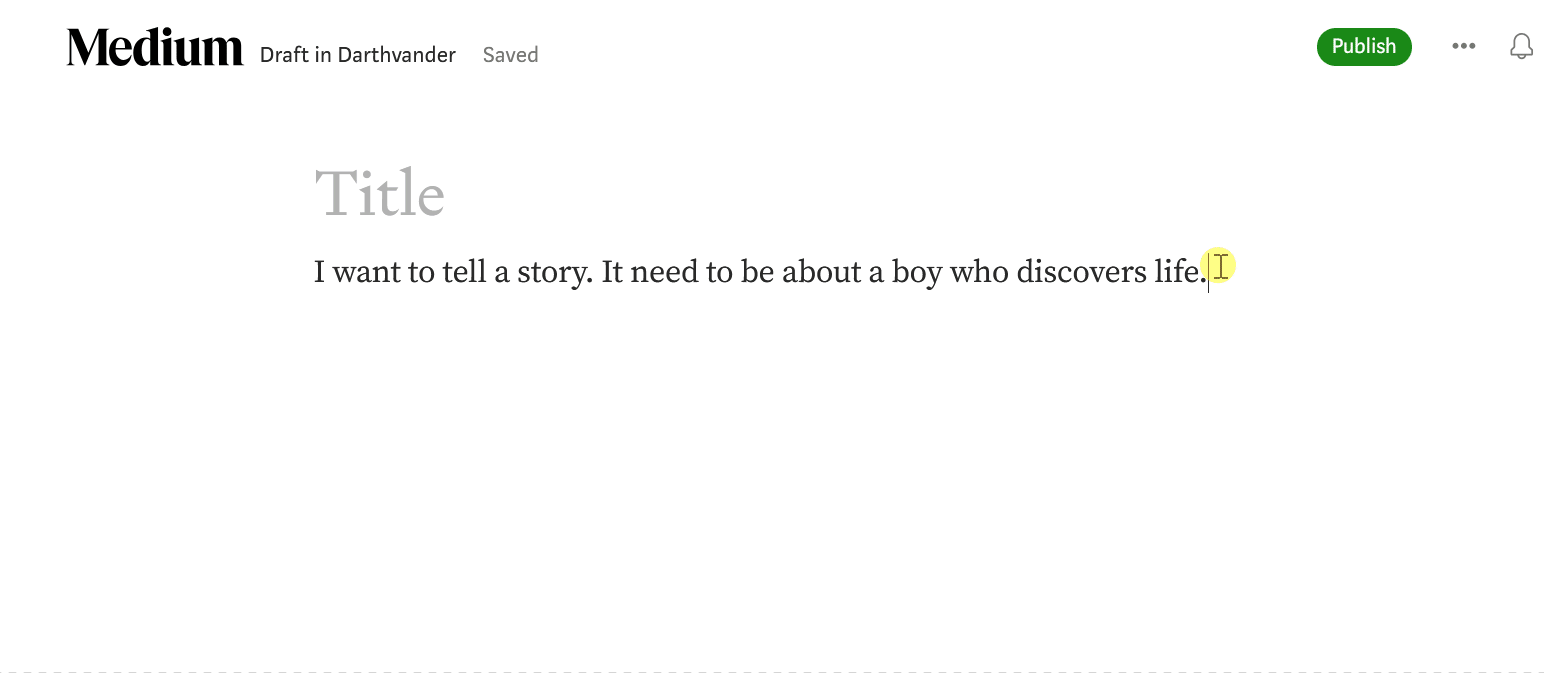 Medium Draft in Darthvander Saved Publish
Title
I want to tell a story. It need to be about a boy who discovers life.